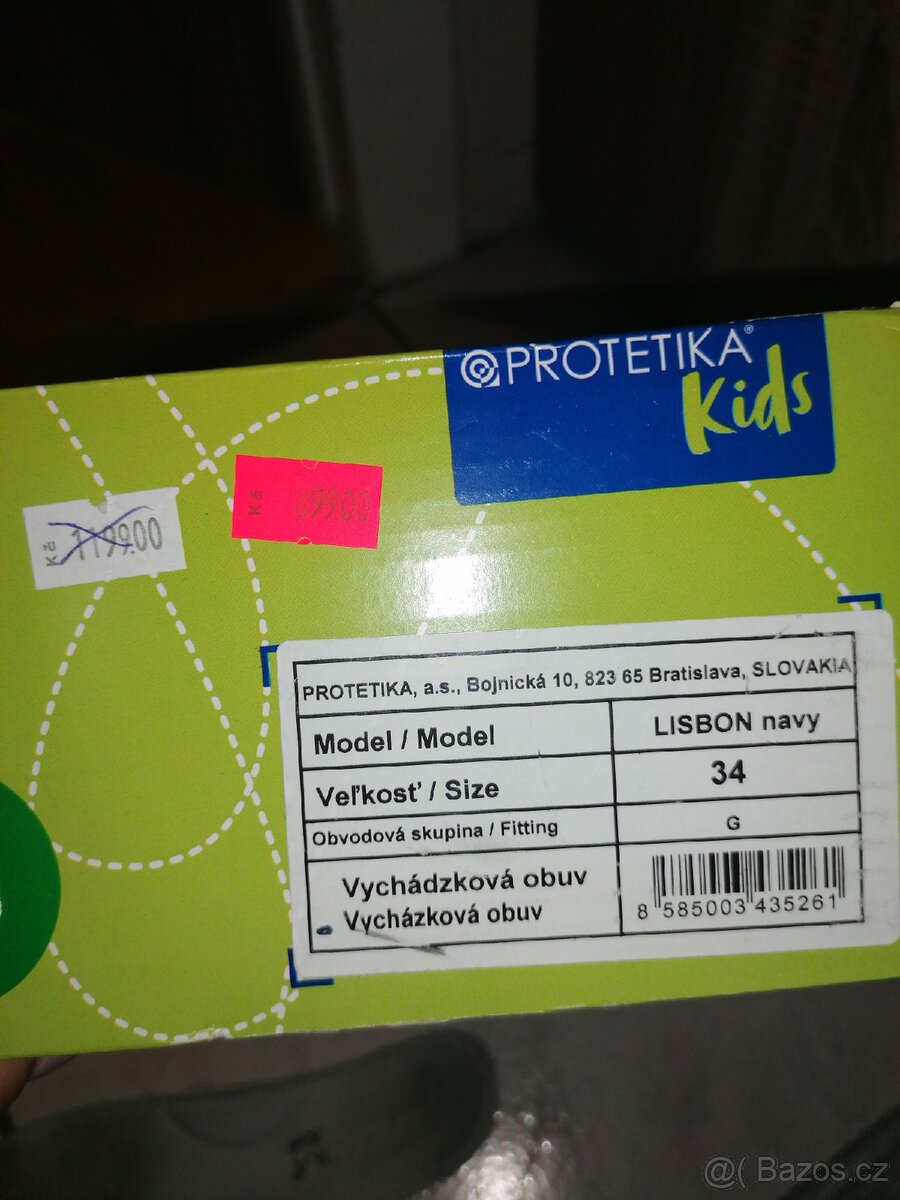 PROTETIKA®
Kids
Kč 1199.00
Kč 899.00
PROTETIKA, a.s., Bojnická 10, 823 65 Bratislava, SLOVAKIA
Model / Model LISBON navy
Veľkosť / Size 34
Obvodová skupina / Fitting G
Vychádzková obuv
Vycházková obuv
8 585003 435261
@( Bazos.cz